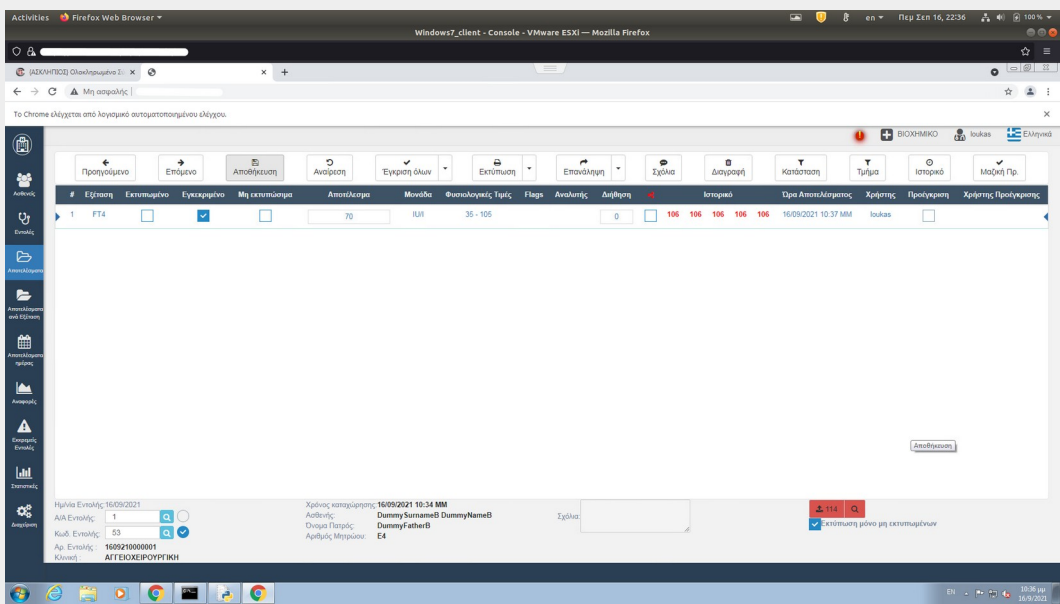 Activities Firefox Web Browser en Πεμ Σεπ 16, 22:36 100 %
Windows7_client - Console - VMware ESXi — Mozilla Firefox
(ΑΣΚΛΗΠΙΟΣ) Ολοκληρωμένο
Μη ασφαλής
Το Chrome ελέγχεται από λογισμικό αυτοματοποιημένου ελέγχου.
ΒΙΟΧΗΜΙΚΟ loukas Ελληνικά
Προηγούμενο Επόμενο Αποθήκευση Αναίρεση Έγκριση όλων Εκτύπωση Επανάληψη Σχόλια Διαγραφή Κατάσταση Τμήμα Ιστορικό Μαζική Πρ.
# Εξέταση Εκτυπωμένο Εγκεκριμένο Μη εκτυπώσιμα Αποτέλεσμα Μονάδα Φυσιολογικές Τιμές Flags Αναλυτής Διήθηση Ιστορικό Ώρα Αποτελέσματος Χρήστης Προέγκριση Χρήστης Προέγκρισης
1 FT4 70 IU/l 35 - 105 0 106 106 106 106 106 16/09/2021 10:37 ΜΜ loukas
Ασθενείς
Εντολές
Αποτελέσματα
Αποτελέσματα
ανά Εξέταση
Αποτελέσματα
ημέρας
Αναφορές
Εκκρεμείς
Εντολές
Στατιστικές
Διαχείριση
Αποθήκευση
Ημ/νία Εντολής: 16/09/2021
Α/Α Εντολής: 1
Κωδ. Εντολής: 53
Αρ. Εντολής : 1609210000001
Κλινική : ΑΓΓΕΙΟΧΕΙΡΟΥΡΓΙΚΗ
Χρόνος καταχώρησης: 16/09/2021 10:34 ΜΜ
Ασθενής: DummySurnameB DummyNameB
Όνομα Πατρός: DummyFatherB
Αριθμός Μητρώου: E4
Σχόλια:
114
Εκτύπωση μόνο μη εκτυπωμένων
EN 10:36 μμ
16/9/2021